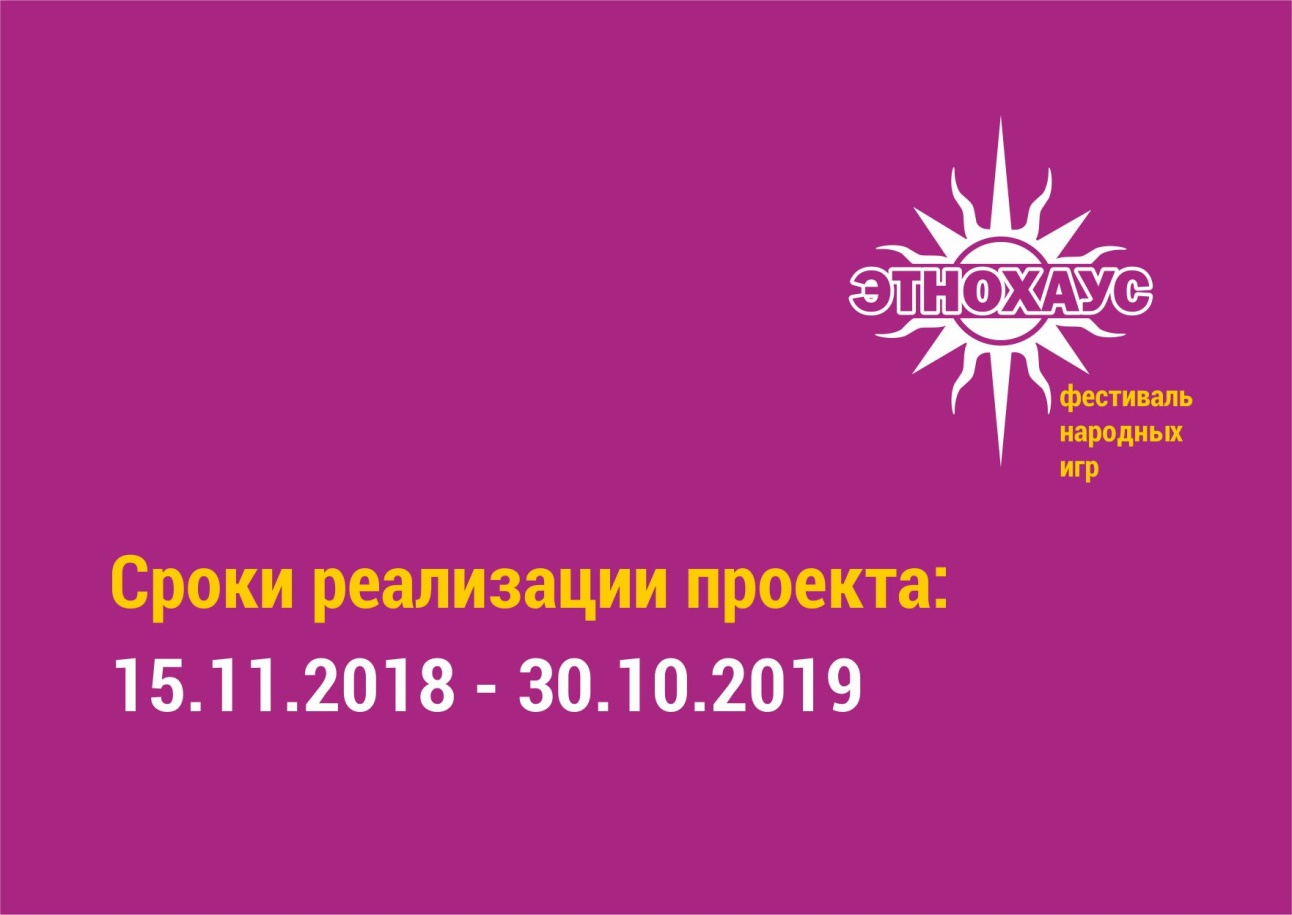 ЭТНОХАУС
фестиваль
народных
игр
Сроки реализации проекта:
15.11.2018 - 30.10.2019